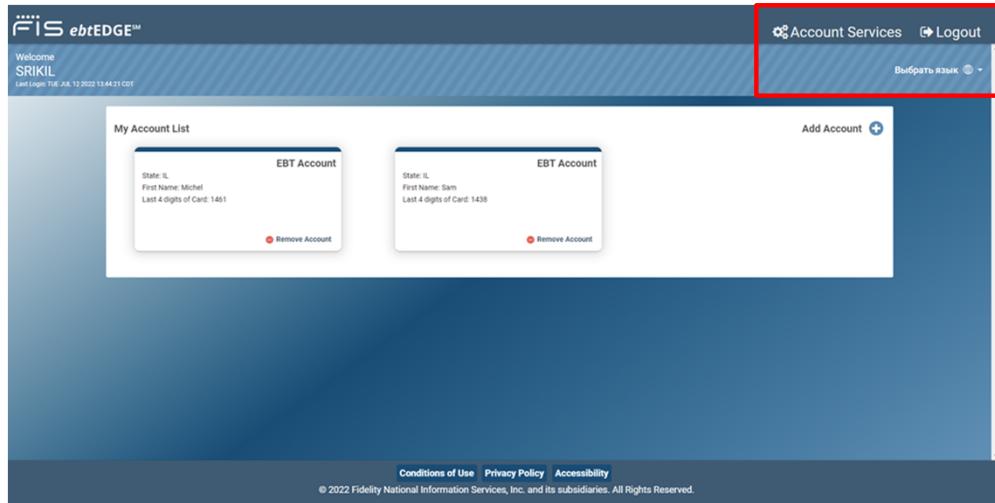 FIS ebtEDGE℠
Account Services Logout
Welcome
SRIKIL
Last Login: TUE JUL 12 2022 13:44:21 CDT
Выбрать язык
My Account List
Add Account
EBT Account
State: IL
First Name: Michel
Last 4 digits of Card: 1461
Remove Account
EBT Account
State: IL
First Name: Sam
Last 4 digits of Card: 1438
Remove Account
Conditions of Use Privacy Policy Accessibility
© 2022 Fidelity National Information Services, Inc. and its subsidiaries. All Rights Reserved.